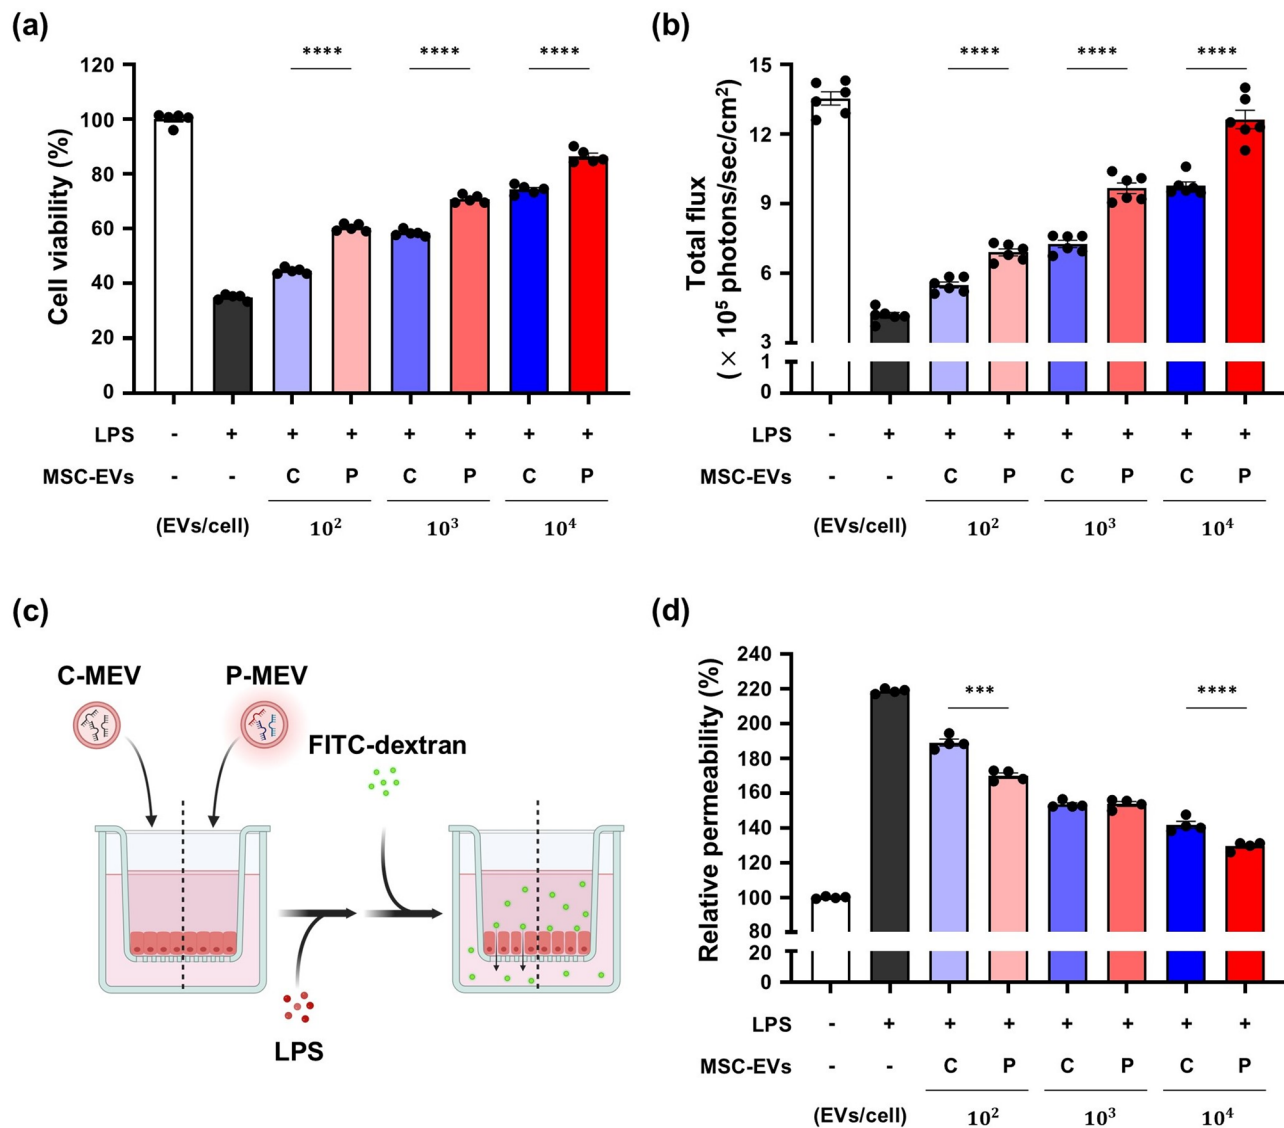 (a)
**** **** ****
120
100
80
60
40
20
0
Cell viability (%)
LPS - + + + + + + +
MSC-EVs - - C P C P C P
(EVs/cell) 10² 10³ 10⁴
(b)
**** **** ****
15
12
9
6
3
1
0
Total flux
(× 10⁵ photons/sec/cm²)
LPS - + + + + + + +
MSC-EVs - - C P C P C P
(EVs/cell) 10² 10³ 10⁴
(c)
C-MEV
P-MEV
FITC-dextran
LPS
(d)
*** ****
240
220
200
180
160
140
120
100
80
20
0
Relative permeability (%)
LPS - + + + + + + +
MSC-EVs - - C P C P C P
(EVs/cell) 10² 10³ 10⁴